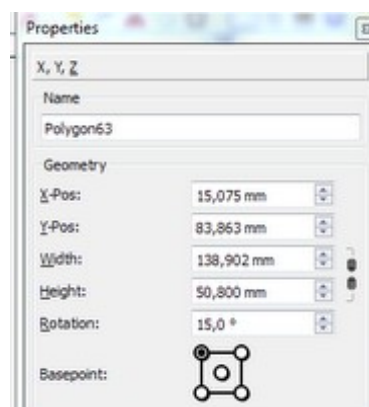 Properties
X, Y, Z
Name
Polygon63
Geometry
X-Pos: 15,075 mm
Y-Pos: 83,863 mm
Width: 138,902 mm
Height: 50,800 mm
Rotation: 15,0 °
Basepoint: